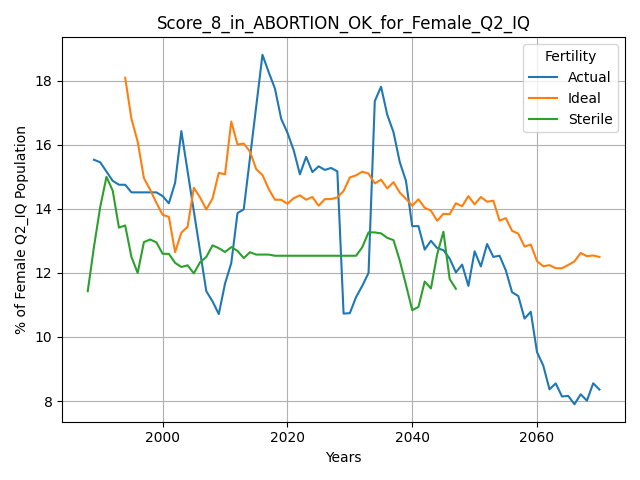 Score_8_in_ABORTION_OK_for_Female_Q2_IQ
Fertility
Actual
Ideal
Sterile
% of Female Q2_IQ Population
18
16
14
12
10
8
2000
2020
2040
2060
Years